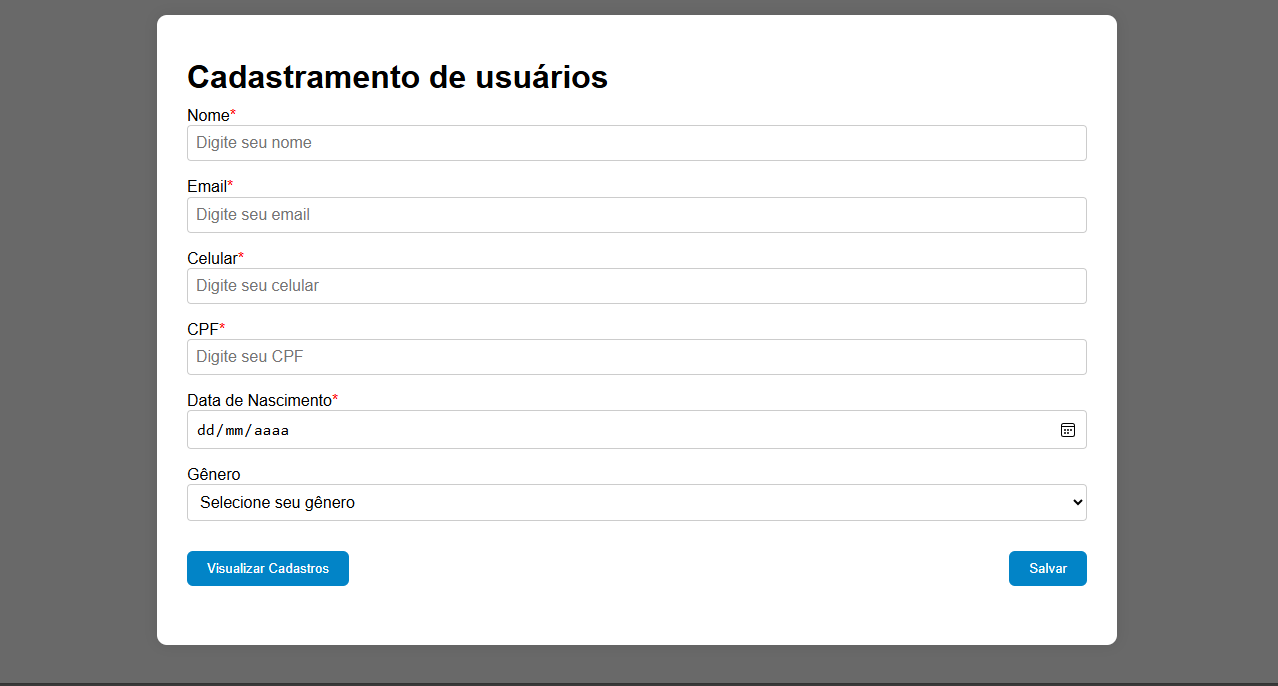 Cadastramento de usuários
Nome*
Digite seu nome
Email*
Digite seu email
Celular*
Digite seu celular
CPF*
Digite seu CPF
Data de Nascimento*
dd/mm/aaaa
Gênero
Selecione seu gênero
Visualizar Cadastros Salvar